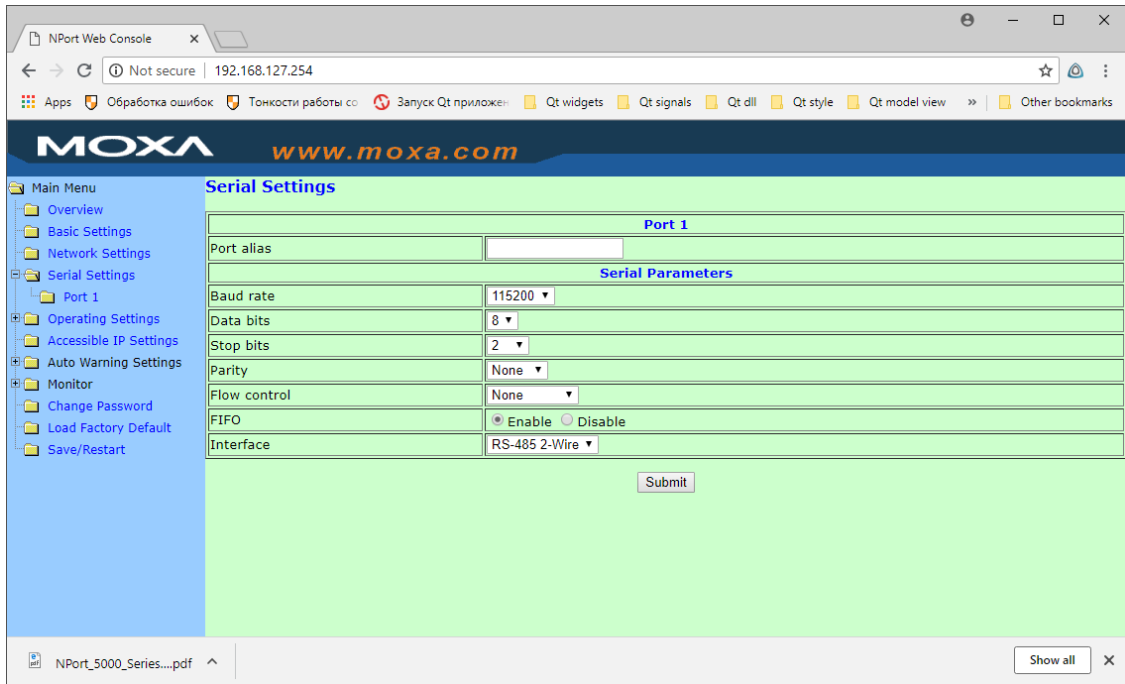 NPort Web Console
Not secure | 192.168.127.254
Apps Обработка ошибок Тонкости работы со Запуск Qt приложен Qt widgets Qt signals Qt dll Qt style Qt model view » Other bookmarks
MOXA www.moxa.com
Main Menu
Overview
Basic Settings
Network Settings
Serial Settings
Port 1
Operating Settings
Accessible IP Settings
Auto Warning Settings
Monitor
Change Password
Load Factory Default
Save/Restart
Serial Settings
Port 1
Port alias
Serial Parameters
Baud rate 115200
Data bits 8
Stop bits 2
Parity None
Flow control None
FIFO Enable Disable
Interface RS-485 2-Wire
Submit
NPort_5000_Series....pdf Show all